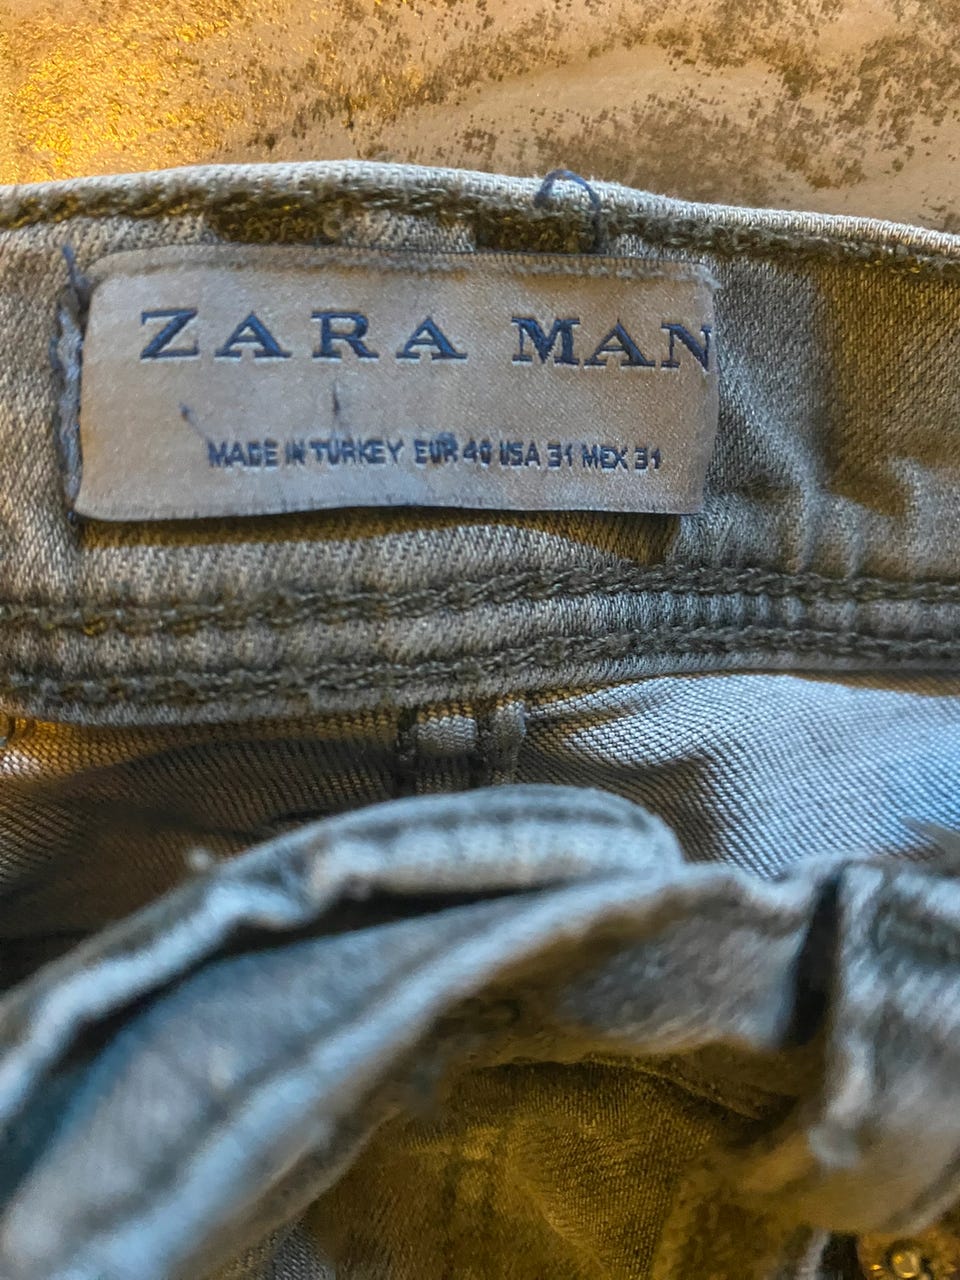 ZARA MAN
MADE IN TURKEY EUR 40 USA 31 MEX 31